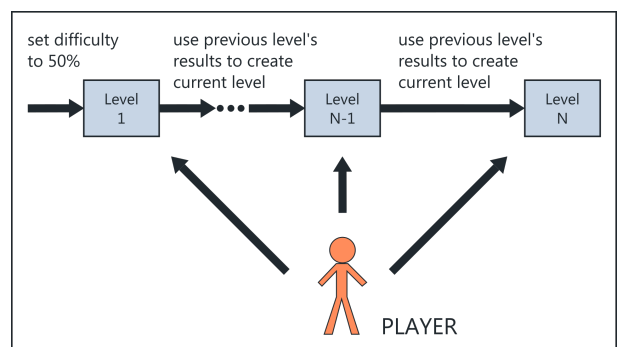 set difficulty
to 50%
use previous level's
results to create
current level
use previous level's
results to create
current level
Level
1
Level
N-1
Level
N
PLAYER